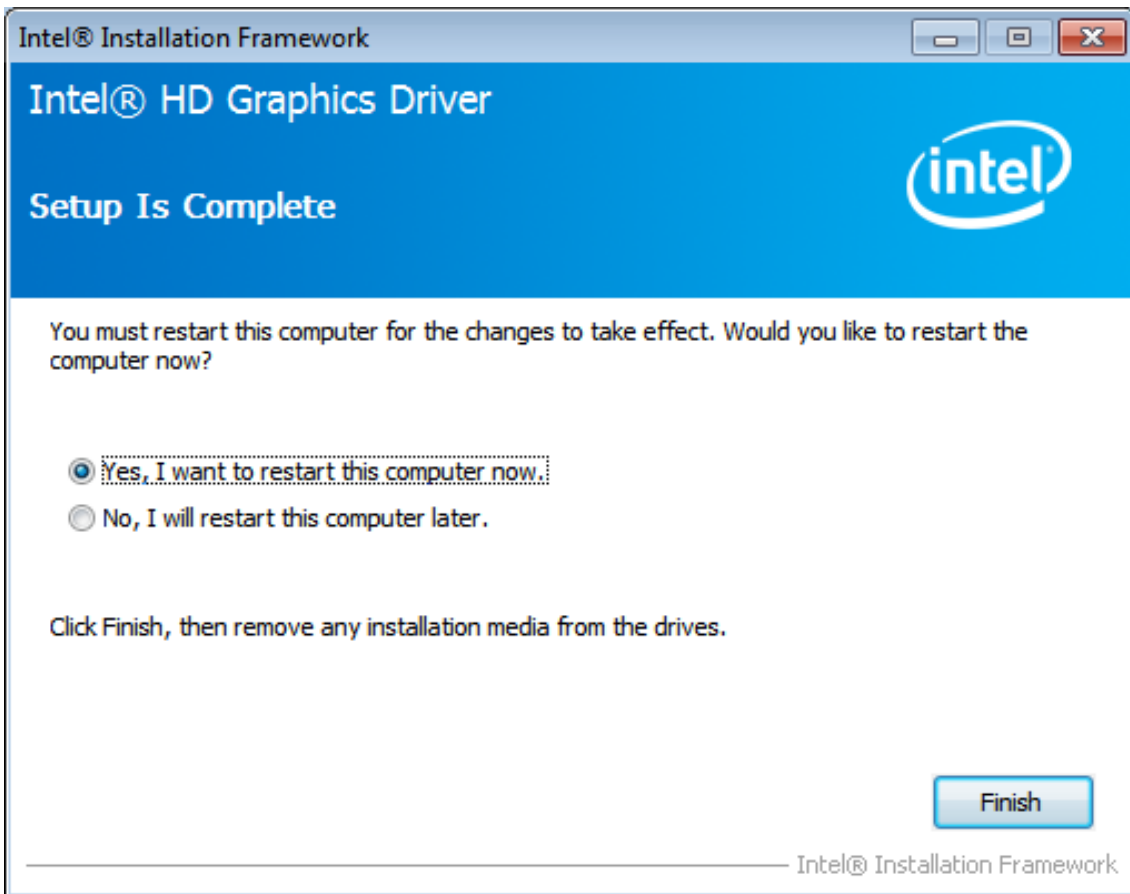 Intel® Installation Framework
Intel® HD Graphics Driver
intel
Setup Is Complete
You must restart this computer for the changes to take effect. Would you like to restart the
computer now?
Yes, I want to restart this computer now.
No, I will restart this computer later.
Click Finish, then remove any installation media from the drives.
Finish
Intel® Installation Framework